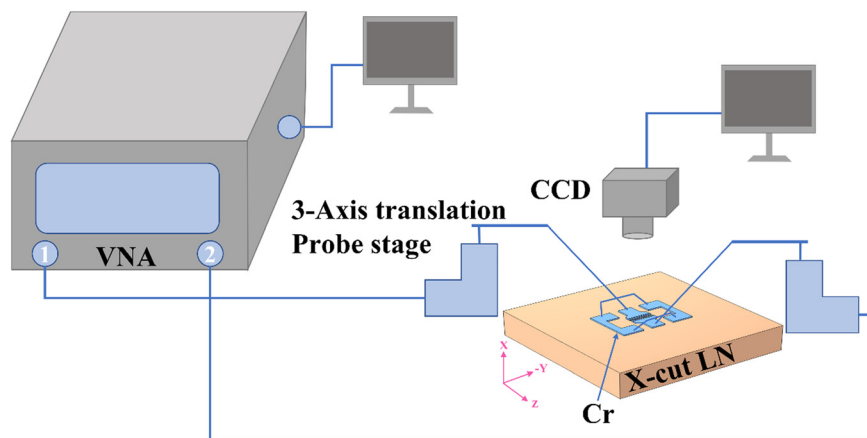 CCD
3-Axis translation
Probe stage
1
VNA
2
X-cut LN
X
-Y
Z
Cr